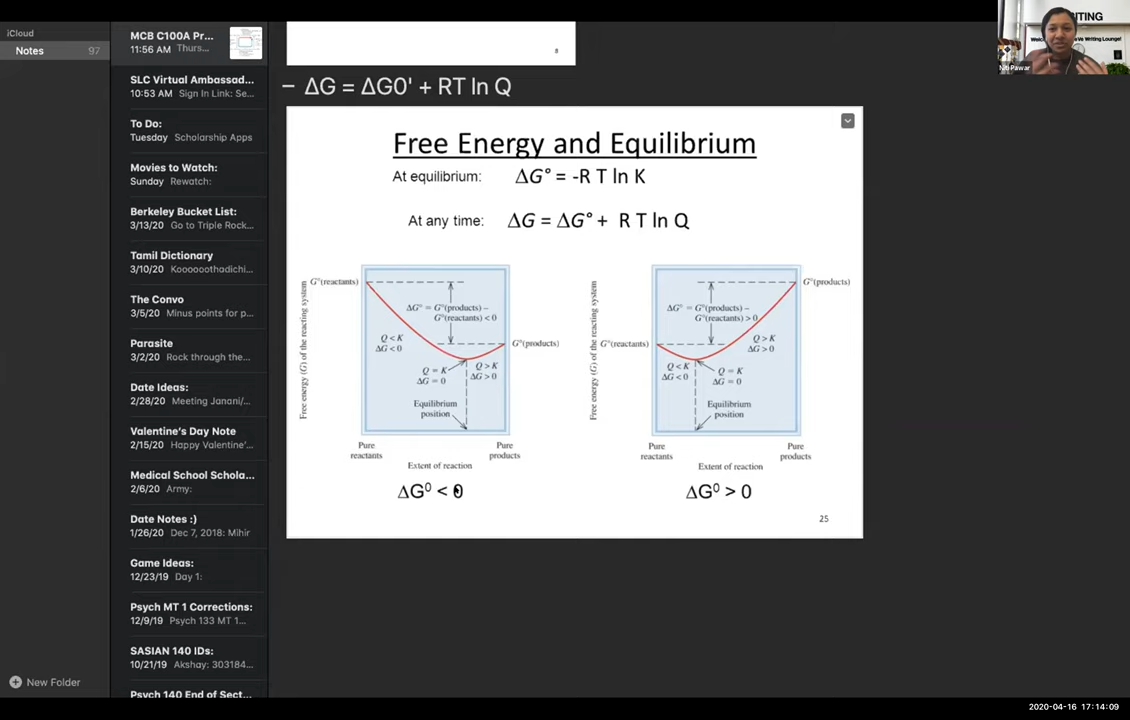 iCloud
Notes 97
MCB C100A Pr...
11:56 AM Thurs...
SLC Virtual Ambassad...
10:53 AM Sign In Link: Se...
To Do:
Tuesday Scholarship Apps
Movies to Watch:
Sunday Rewatch:
Berkeley Bucket List:
3/13/20 Go to Triple Rock...
Tamil Dictionary
3/10/20 Kooooothadichi...
The Convo
3/5/20 Minus points for p...
Parasite
3/2/20 Rock through the...
Date Ideas:
2/28/20 Meeting Janani/...
Valentine's Day Note
2/15/20 Happy Valentine'...
Medical School Schola...
2/6/20 Army:
Date Notes :)
1/26/20 Dec 7, 2018: Mihir
Game Ideas:
12/23/19 Day 1:
Psych MT 1 Corrections:
12/9/19 Psych 133 MT 1...
SASIAN 140 IDs:
10/21/19 Akshay: 303184...
Psych 140 End of Sect...
New Folder
8
– ΔG = ΔG0' + RT ln Q
Free Energy and Equilibrium
At equilibrium: ΔG° = -R T ln K
At any time: ΔG = ΔG° + R T ln Q
Free energy (G) of the reacting system
G°(reactants)
ΔG° = G°(products) –
G°(reactants) < 0
Q < K
ΔG < 0
G°(products)
Q = K
ΔG = 0
Q > K
ΔG > 0
Equilibrium
position
Pure
reactants
Pure
products
Extent of reaction
ΔG⁰ < 0
Free energy (G) of the reacting system
G°(products)
ΔG° = G°(products) –
G°(reactants) > 0
G°(reactants)
Q > K
ΔG > 0
Q < K
ΔG < 0
Q = K
ΔG = 0
Equilibrium
position
Pure
reactants
Pure
products
Extent of reaction
ΔG⁰ > 0
25
Niti Pawar
2020-04-16 17:14:09